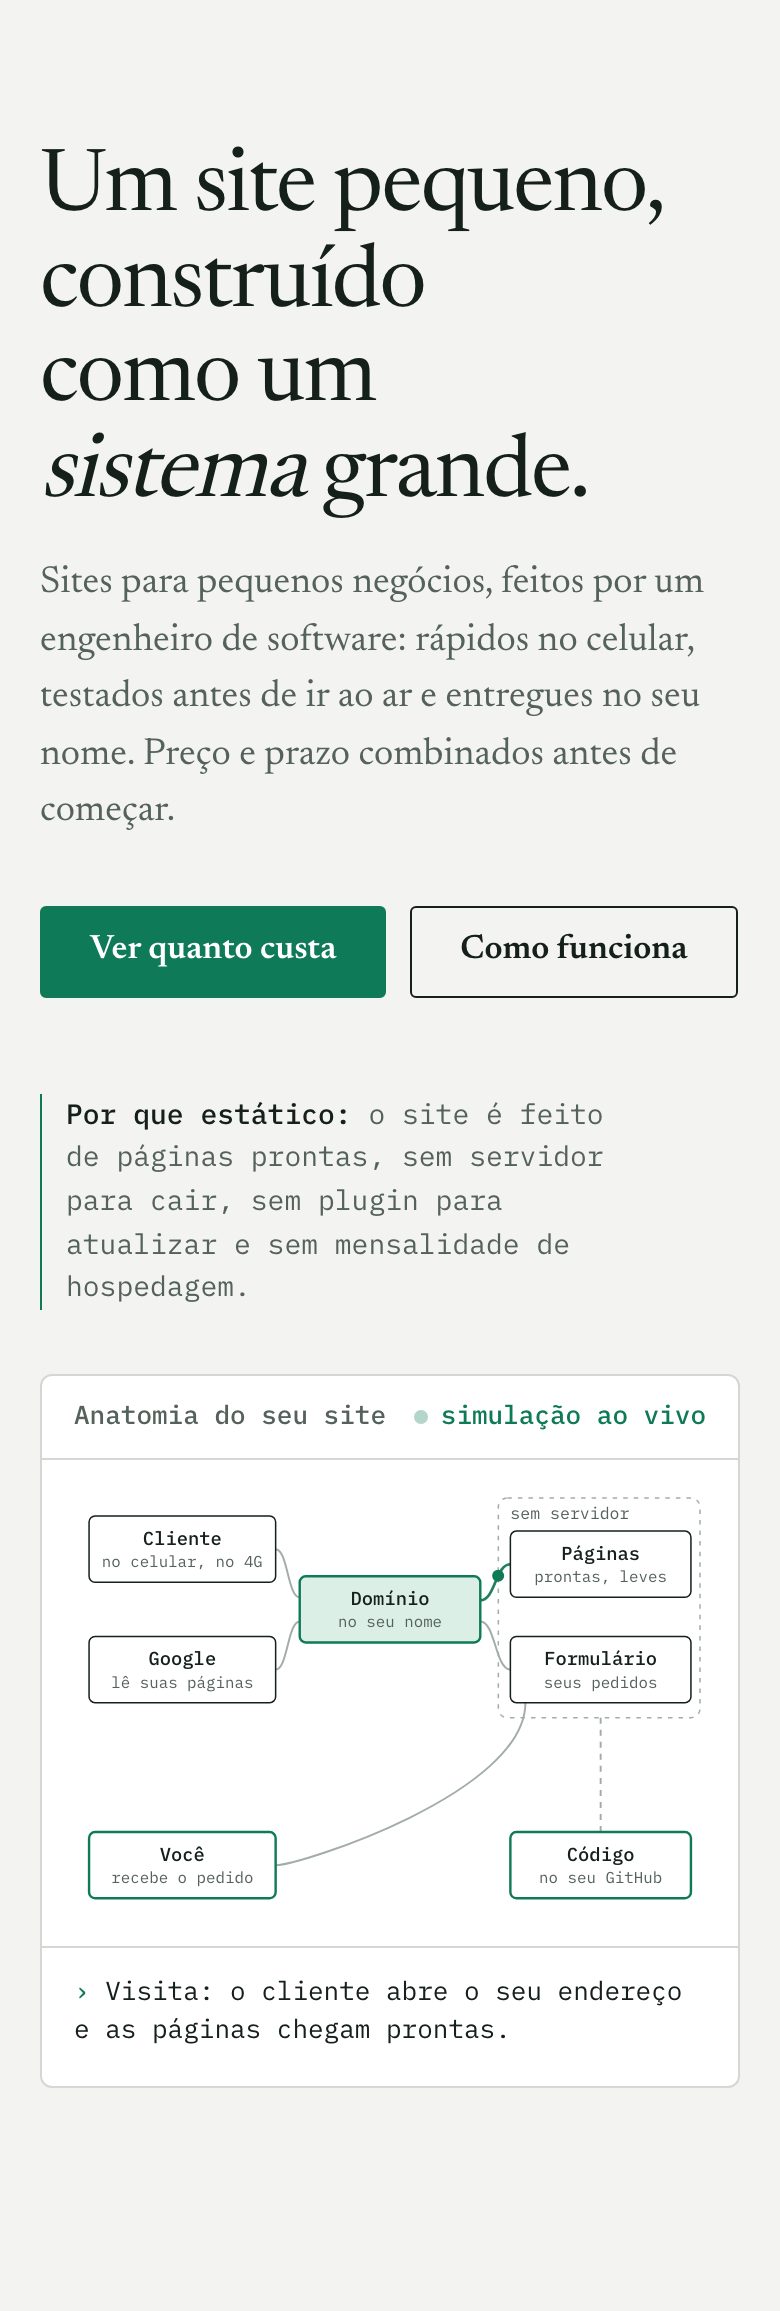 Um site pequeno,
construído
como um
sistema grande.
Sites para pequenos negócios, feitos por um
engenheiro de software: rápidos no celular,
testados antes de ir ao ar e entregues no seu
nome. Preço e prazo combinados antes de
começar.
Ver quanto custa
Como funciona
Por que estático: o site é feito
de páginas prontas, sem servidor
para cair, sem plugin para
atualizar e sem mensalidade de
hospedagem.
Anatomia do seu site
simulação ao vivo
sem servidor
Cliente
no celular, no 4G
Páginas
prontas, leves
Domínio
no seu nome
Google
lê suas páginas
Formulário
seus pedidos
Você
recebe o pedido
Código
no seu GitHub
› Visita: o cliente abre o seu endereço
e as páginas chegam prontas.